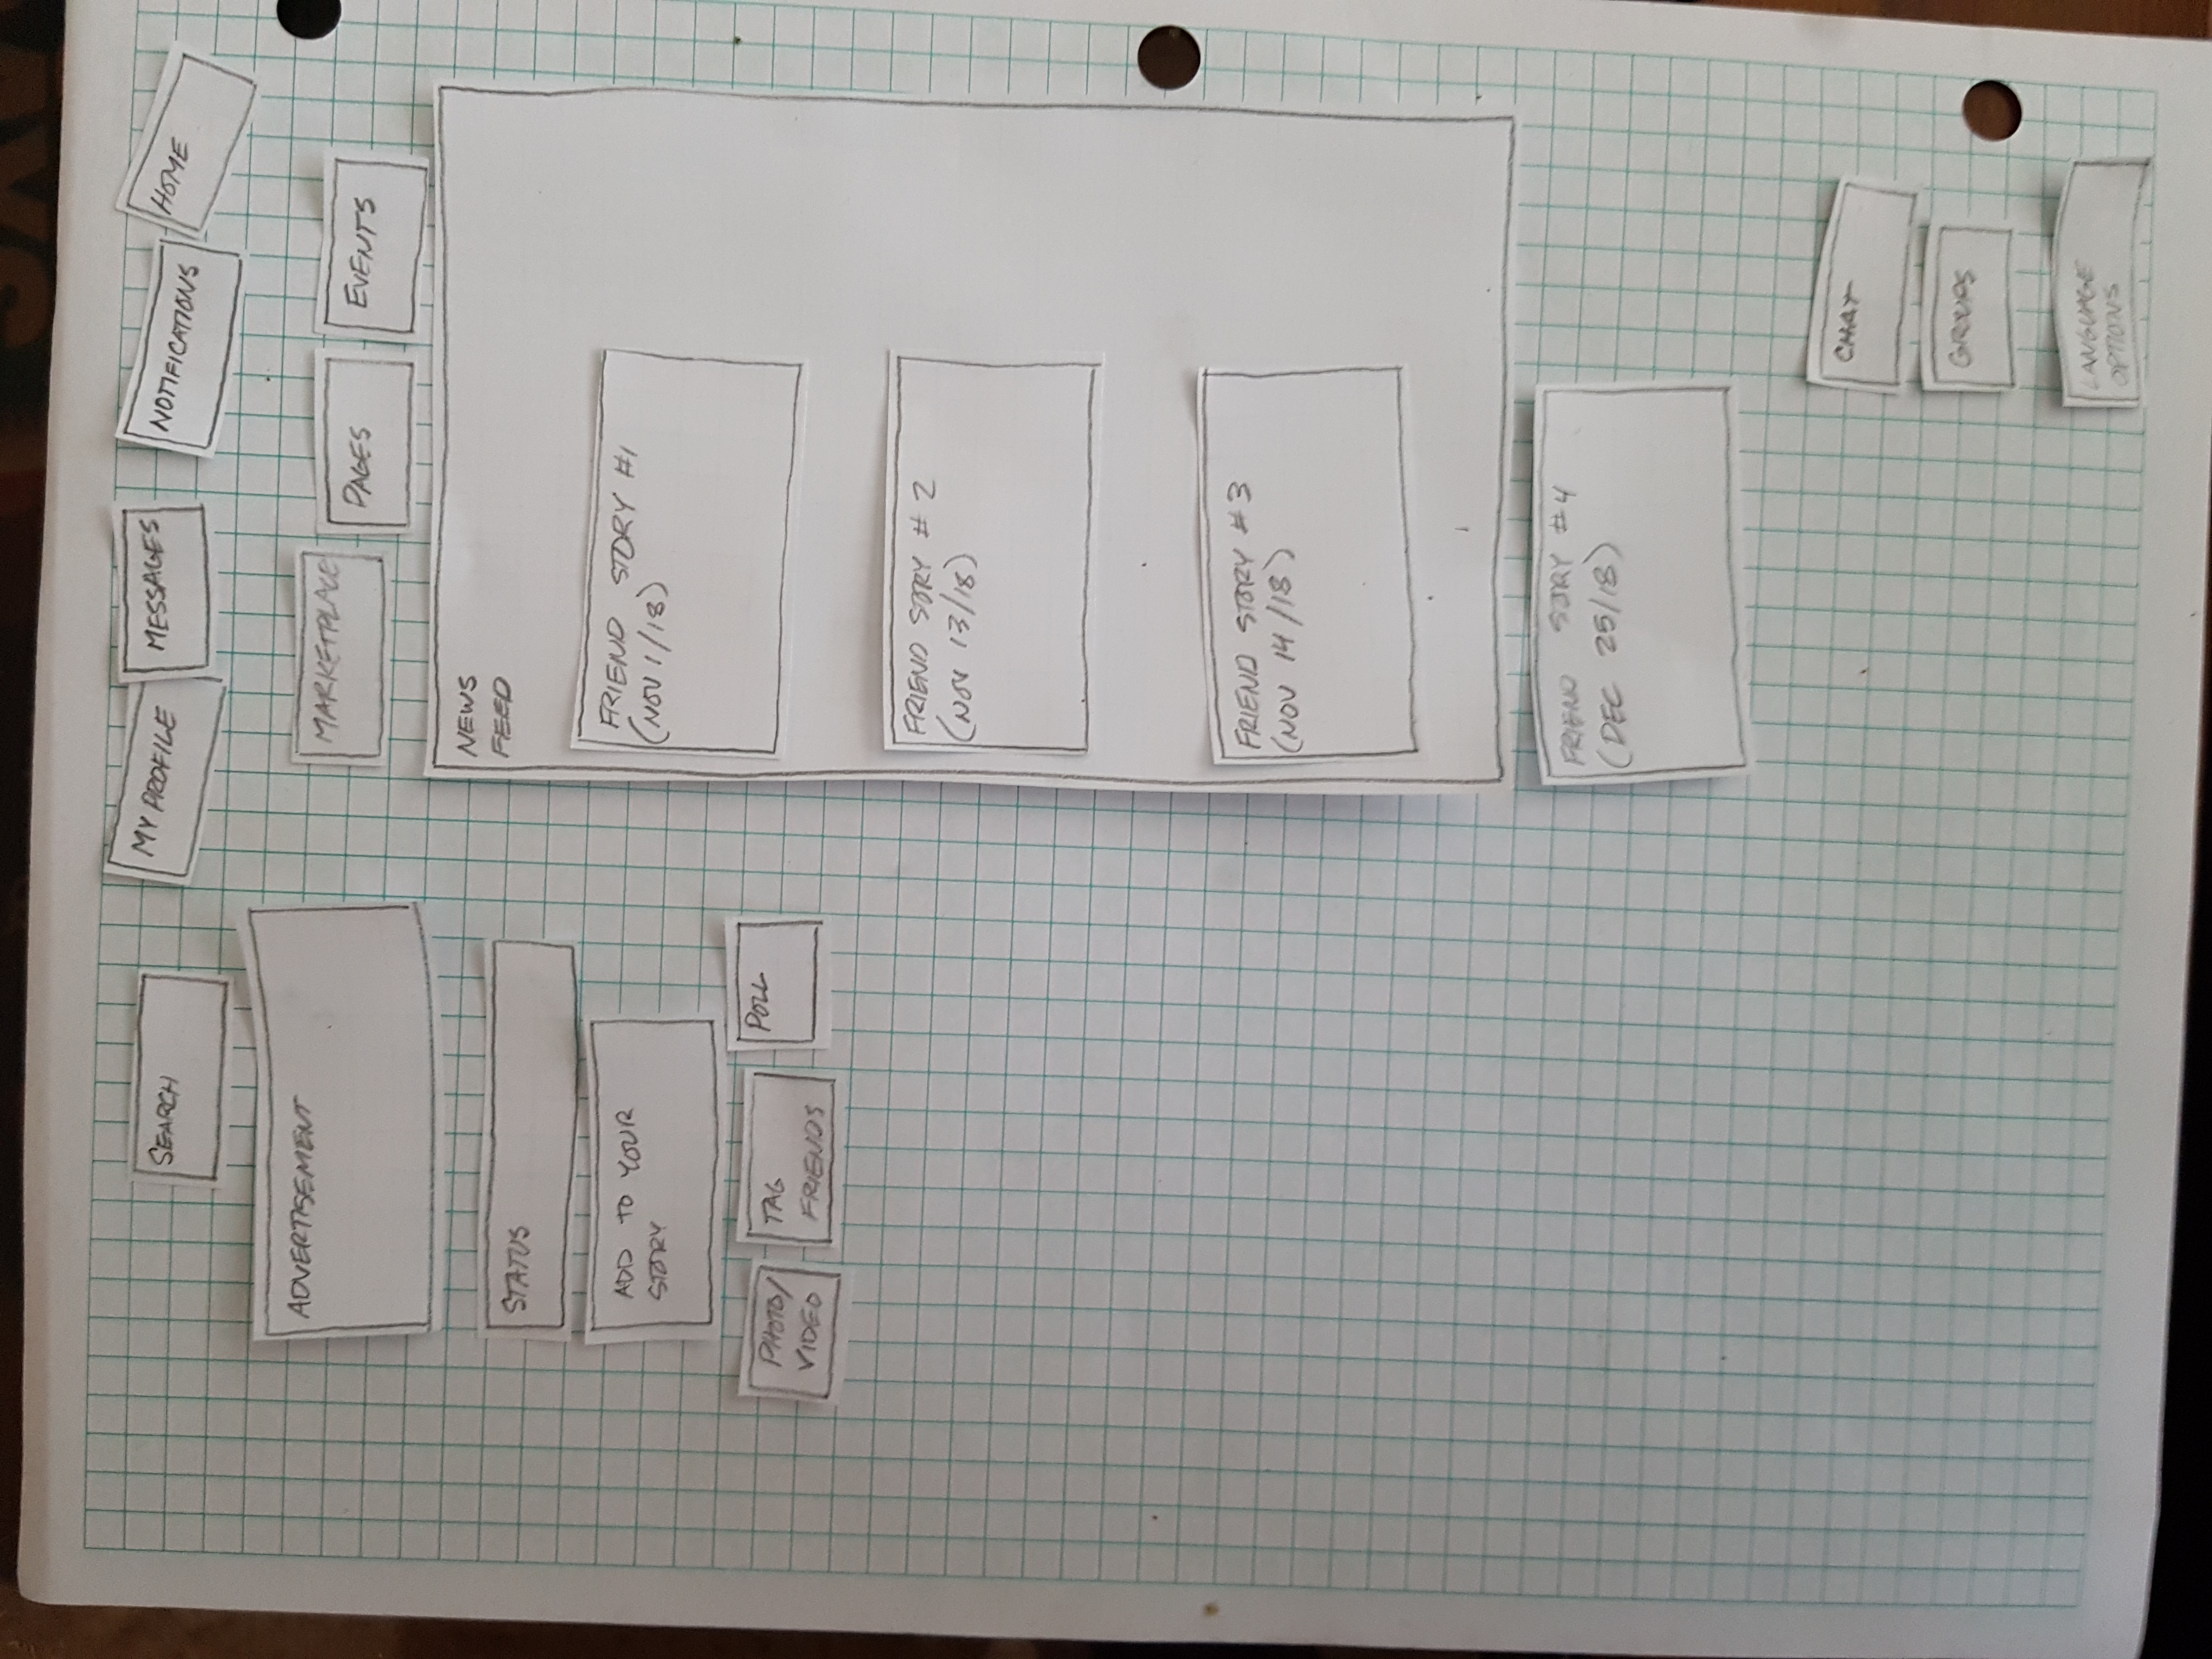 SEARCH
MY PROFILE
MESSAGES
NOTIFICATIONS
HOME
ADVERTISEMENT
MARKETPLACE
PAGES
EVENTS
STATUS
ADD TO YOUR
STORY
PHOTO/
VIDEO
TAG
FRIENDS
POLL
NEWS
FEED
FRIEND STORY #1
(NOV 1/18)
FRIEND STORY # 2
(NOV 13/18)
FRIEND STORY #3
(NOV 14/18)
FRIEND STORY #4
(DEC 25/18)
CHAT
GROUPS
LANGUAGE
OPTIONS